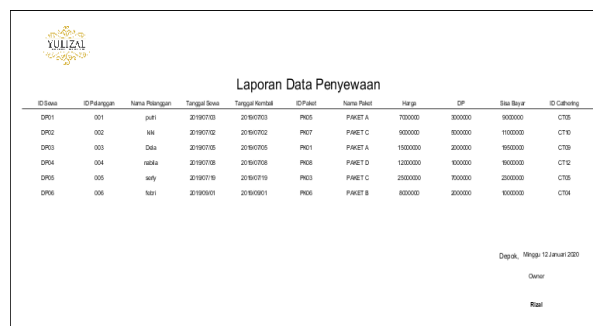 YULIZAL
Laporan Data Penyewaan
ID Sewa ID Pelanggan Nama Pelanggan Tanggal Sewa Tanggal Kembali ID Paket Nama Paket Harga DP Sisa Bayar ID Cathering
DP01 001 putri 2019/07/03 2019/07/03 PK05 PAKET A 7000000 3000000 9000000 CT05
DP02 002 kiki 2019/07/02 2019/07/02 PK07 PAKET C 9000000 5000000 11000000 CT10
DP03 003 Dela 2019/07/05 2019/07/05 PK01 PAKET A 15000000 2000000 19500000 CT09
DP04 004 nabila 2019/07/08 2019/07/08 PK08 PAKET D 12000000 1000000 19000000 CT12
DP05 005 serly 2019/07/19 2019/07/19 PK03 PAKET C 25000000 7000000 23000000 CT05
DP06 006 febri 2019/09/01 2019/09/01 PK06 PAKET B 8000000 2000000 10000000 CT04
Depok, Minggu 12 Januari 2020
Owner
Rizal